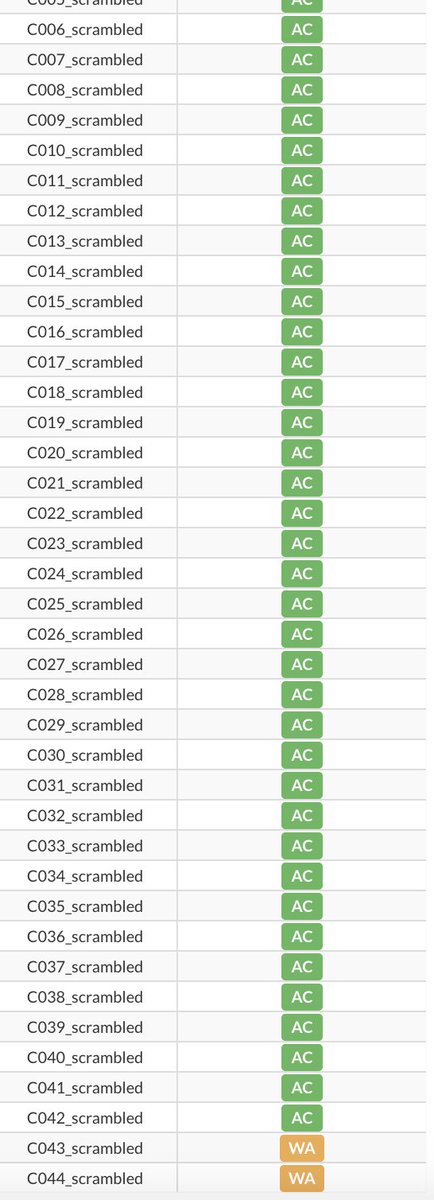 C005_scrambled AC
C006_scrambled AC
C007_scrambled AC
C008_scrambled AC
C009_scrambled AC
C010_scrambled AC
C011_scrambled AC
C012_scrambled AC
C013_scrambled AC
C014_scrambled AC
C015_scrambled AC
C016_scrambled AC
C017_scrambled AC
C018_scrambled AC
C019_scrambled AC
C020_scrambled AC
C021_scrambled AC
C022_scrambled AC
C023_scrambled AC
C024_scrambled AC
C025_scrambled AC
C026_scrambled AC
C027_scrambled AC
C028_scrambled AC
C029_scrambled AC
C030_scrambled AC
C031_scrambled AC
C032_scrambled AC
C033_scrambled AC
C034_scrambled AC
C035_scrambled AC
C036_scrambled AC
C037_scrambled AC
C038_scrambled AC
C039_scrambled AC
C040_scrambled AC
C041_scrambled AC
C042_scrambled AC
C043_scrambled WA
C044_scrambled WA